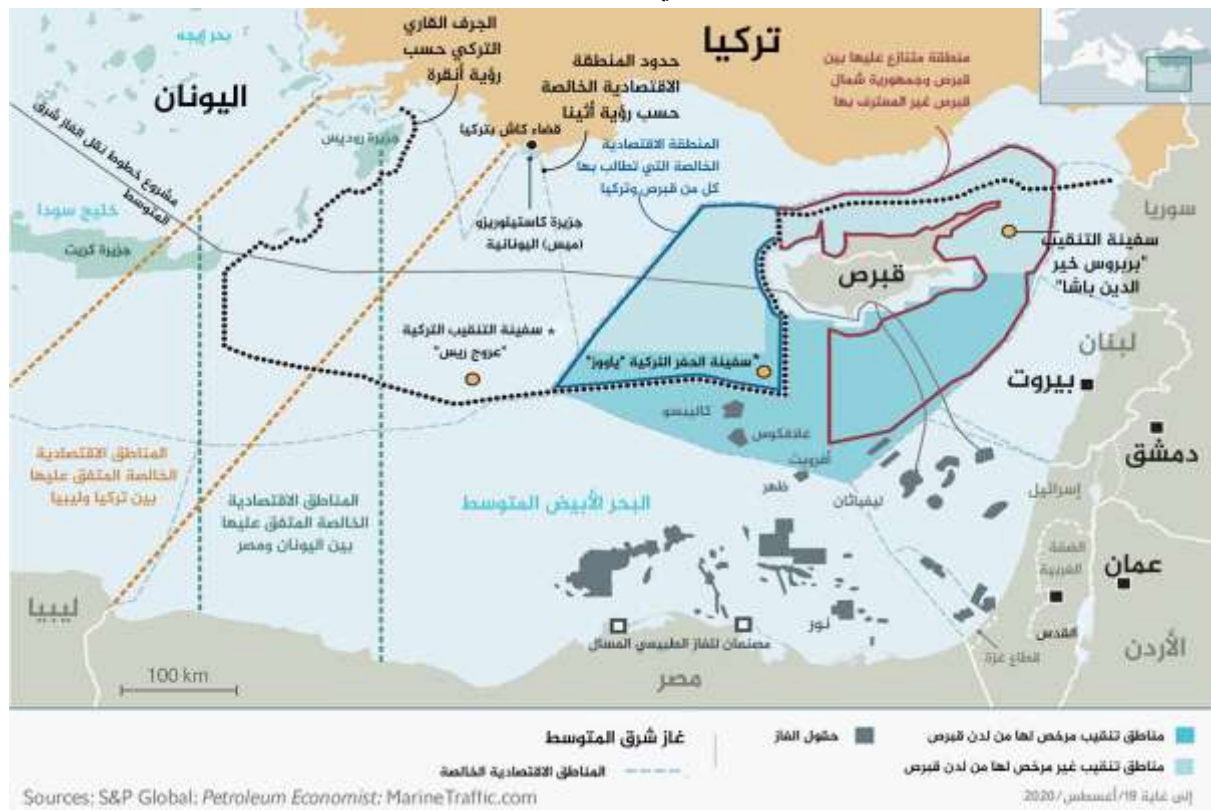 تركيا
اليونان
بحر إيجه
الجرف القاري
التركي حسب
رؤية أنقرة
حدود المنطقة
الاقتصادية الخالصة
حسب رؤية أثينا
منطقة متنازع عليها بين
قبرص وجمهورية شمال
قبرص غير المعترف بها
جزيرة روديس
قضاء كاش بتركيا
المنطقة الاقتصادية
الخالصة التي تطالب بها
كل من قبرص وتركيا
مشروع خطوط نقل الغاز شرق
المتوسط
خليج سودا
جزيرة كريت
جزيرة كاستيلوريزو
(ميس) اليونانية
سوريا
سفينة التنقيب
"بربروس خير
الدين باشا"
قبرص
* سفينة التنقيب التركية
"عروج ريس"
*سفينة الحفر التركية "ياووز"
لبنان
بيروت
دمشق
كاليبسو
غلافكوس
أفروديت
ظهر
ليفياثان
المناطق الاقتصادية
الخالصة المتفق عليها
بين تركيا وليبيا
المناطق الاقتصادية
الخالصة المتفق عليها
بين اليونان ومصر
البحر الأبيض المتوسط
إسرائيل
الضفة
الغربية
عمان
القدس
قطاع غزة
الأردن
ليبيا
نور
مصنعان للغاز الطبيعي المسال
مصر
100 km
غاز شرق المتوسط
المناطق الاقتصادية الخالصة
حقول الغاز
مناطق تنقيب مرخص لها من لدن قبرص
مناطق تنقيب غير مرخص لها من لدن قبرص
إلى غاية 19/أغسطس/2020
Sources: S&P Global: Petroleum Economist: MarineTraffic.com